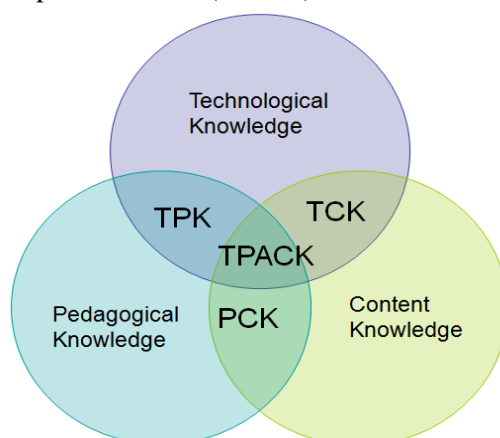 Technological
Knowledge
TPK
TCK
TPACK
Pedagogical
Knowledge
PCK
Content
Knowledge